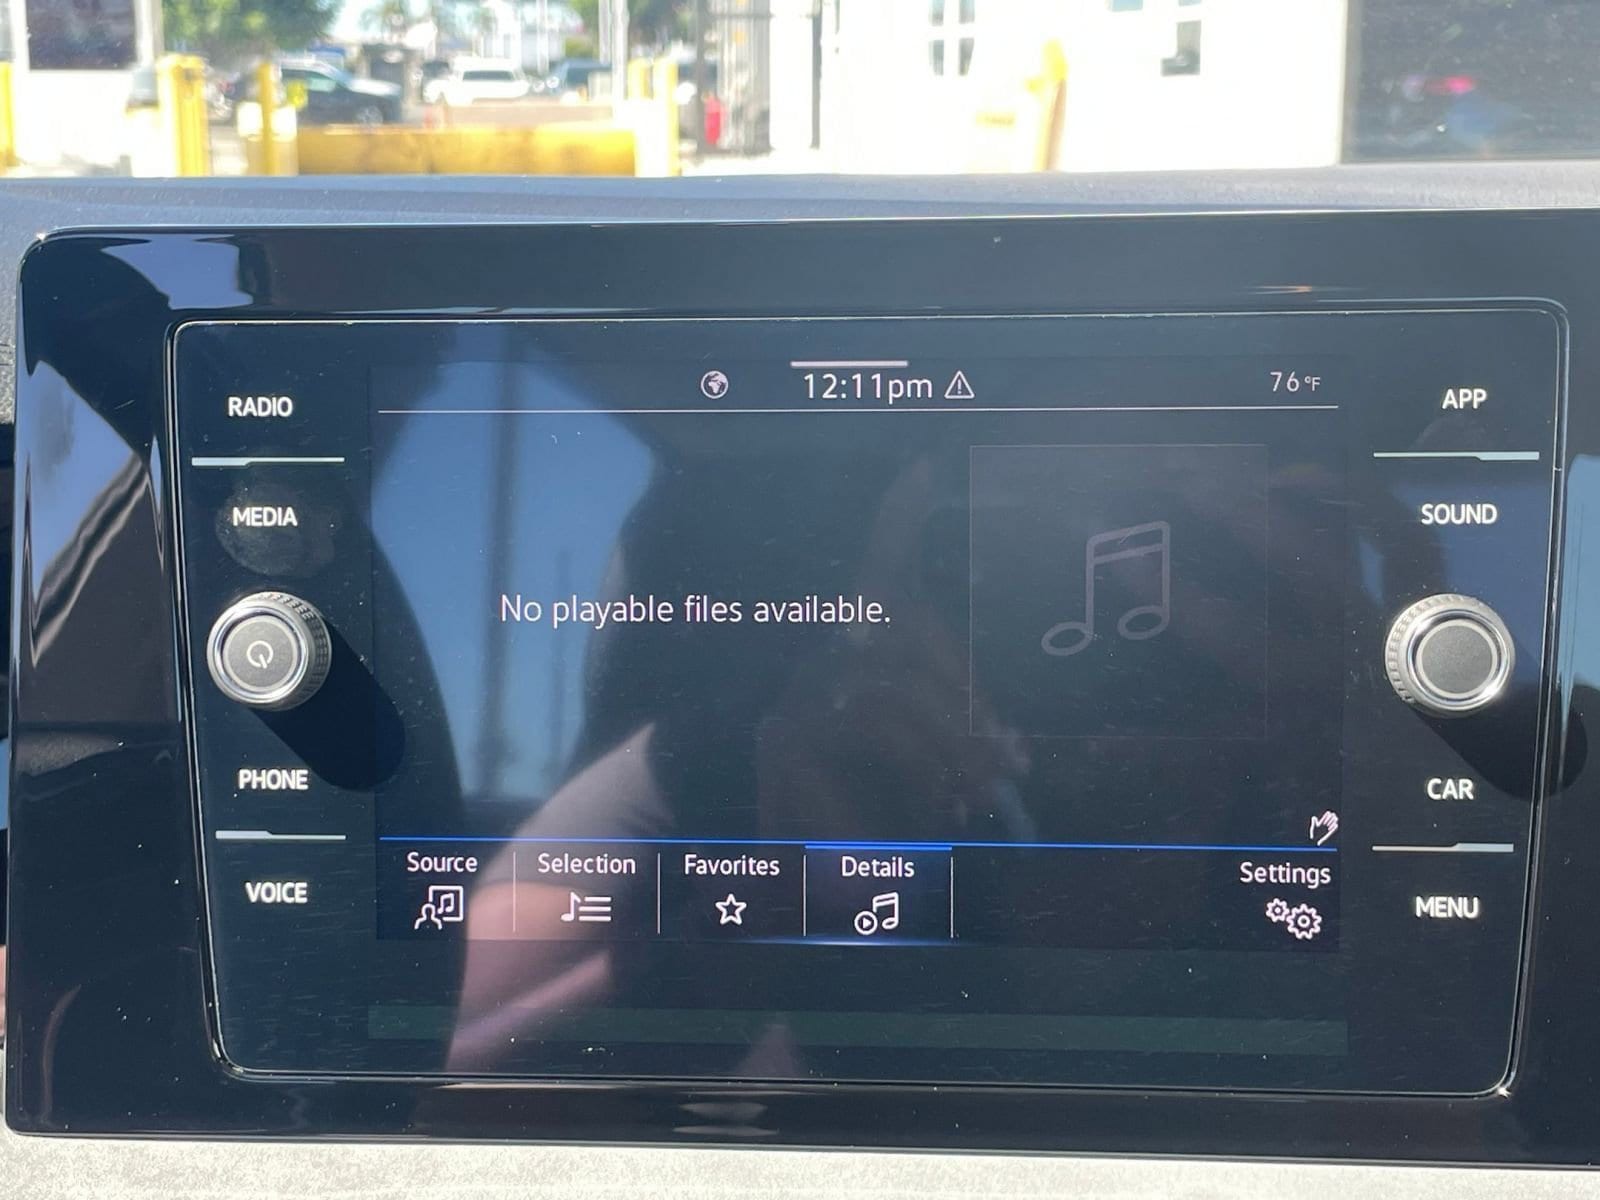 12:11pm
76°F
RADIO
MEDIA
PHONE
VOICE
No playable files available.
Source
Selection
Favorites
Details
Settings
APP
SOUND
CAR
MENU